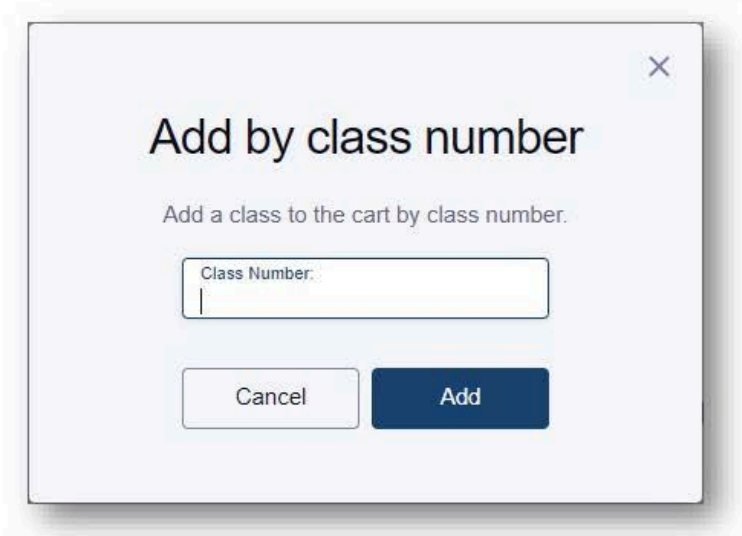 Add by class number
Add a class to the cart by class number.
Class Number:
Cancel Add